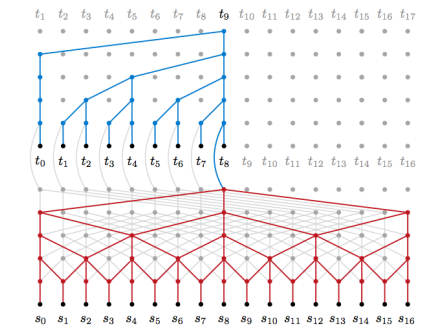 t₁ t₂ t₃ t₄ t₅ t₆ t₇ t₈ t₉ t₁₀ t₁₁ t₁₂ t₁₃ t₁₄ t₁₅ t₁₆ t₁₇
t₀ t₁ t₂ t₃ t₄ t₅ t₆ t₇ t₈ t₉ t₁₀ t₁₁ t₁₂ t₁₃ t₁₄ t₁₅ t₁₆
s₀ s₁ s₂ s₃ s₄ s₅ s₆ s₇ s₈ s₉ s₁₀ s₁₁ s₁₂ s₁₃ s₁₄ s₁₅ s₁₆